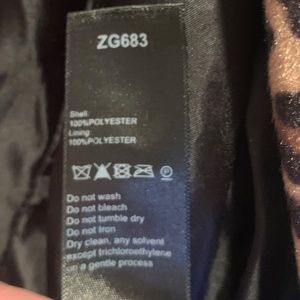 ZG683
Shell:
100%POLYESTER
Lining:
100%POLYESTER
Do not wash
Do not bleach
Do not tumble dry
Do not Iron
Dry clean, any solvent
except trichloroethylene
in a gentle process